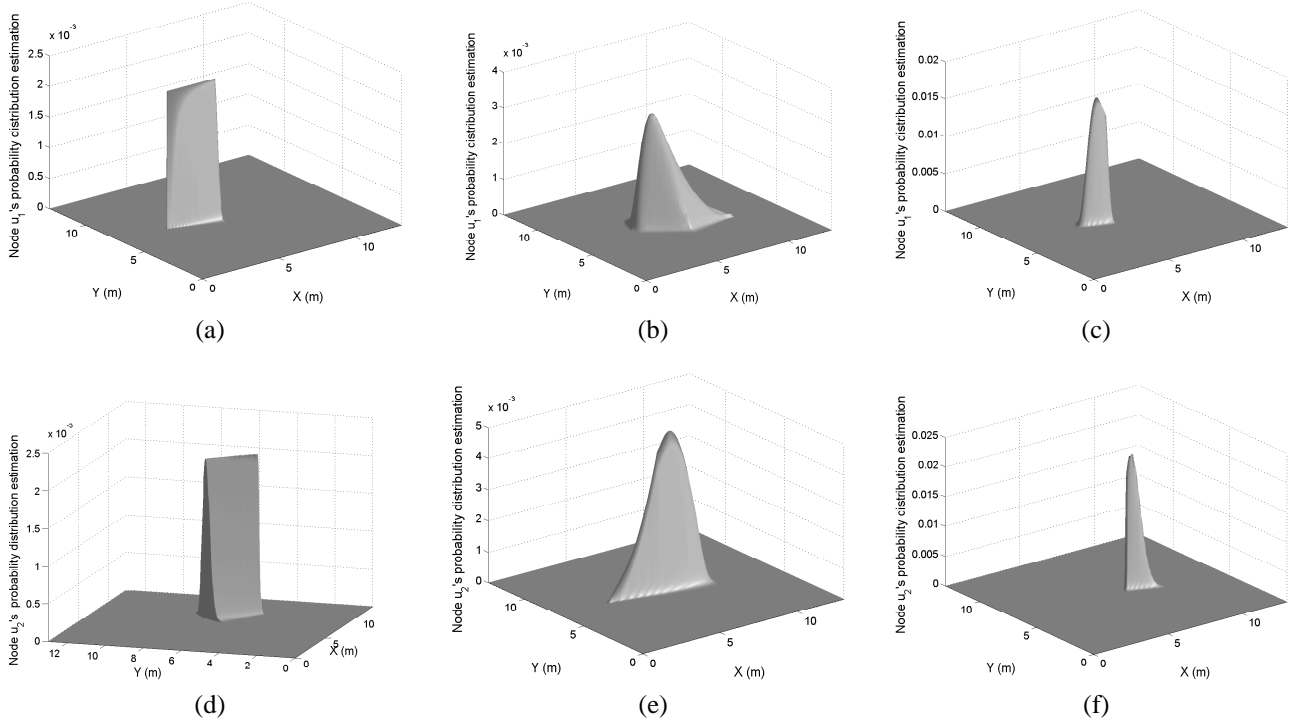 x 10⁻³
2.5
2
1.5
1
0.5
0
Node u₁'s probability cistribution estimation
10
5
0
Y (m)
0
5
10
X (m)
(a)
x 10⁻³
4
3
2
1
0
Node u₁'s probability cistribution estimation
10
5
0
Y (m)
0
5
10
X (m)
(b)
0.02
0.015
0.01
0.005
0
Node u₁'s probability cistribution estimation
10
5
0
Y (m)
0
5
10
X (m)
(c)
x 10⁻³
2.5
2
1.5
1
0.5
0
Node u₂'s probability distribution estimation
12
10
8
6
4
2
0
Y (m)
0
5
10
X (m)
(d)
x 10⁻³
5
4
3
2
1
0
Node u₂'s probability cistribution estimation
10
5
0
Y (m)
0
5
10
X (m)
(e)
0.025
0.02
0.015
0.01
0.005
0
Node u₂'s probability cistribution estimation
10
5
0
Y (m)
0
5
10
X (m)
(f)